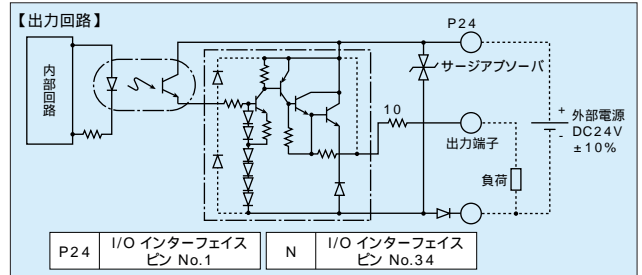 【出力回路】
P24
内部回路
サージアブソーバ
10
+
外部電源
-
DC24V
±10%
出力端子
負荷
P24
I/O インターフェイス
ピン No.1
N
I/O インターフェイス
ピン No.34